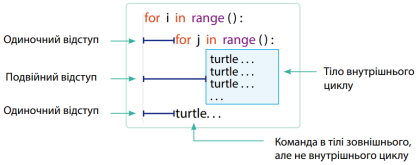 for i in range():
Одиночний відступ
for j in range():
turtle...
Подвійний відступ
turtle...
turtle...
...
Тіло внутрішнього
циклу
Одиночний відступ
turtle...
Команда в тілі зовнішнього,
але не внутрішнього циклу